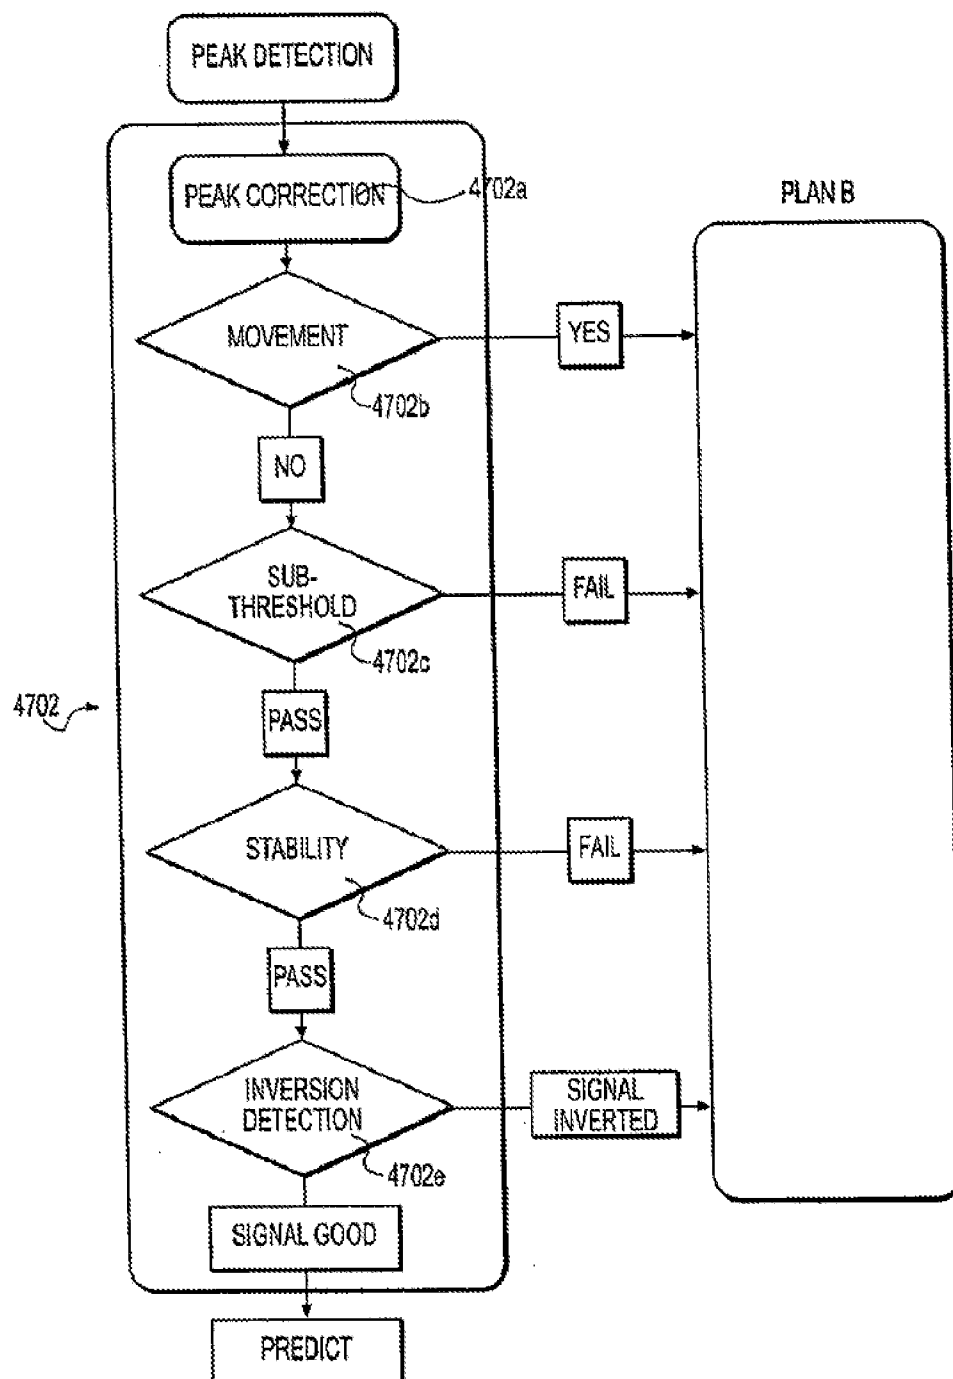 PEAK DETECTION
PEAK CORRECTION
4702a
PLAN B
MOVEMENT
YES
4702b
NO
SUB-
THRESHOLD
FAIL
4702c
4702
PASS
STABILITY
FAIL
4702d
PASS
INVERSION
DETECTION
SIGNAL
INVERTED
4702e
SIGNAL GOOD
PREDICT